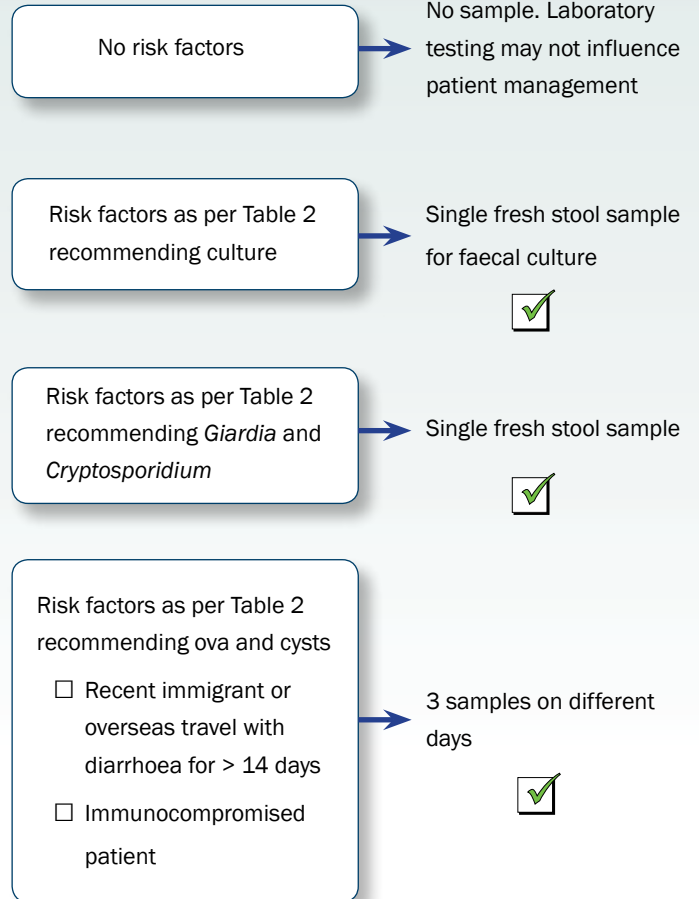 No risk factors
No sample. Laboratory
testing may not influence
patient management
Risk factors as per Table 2
recommending culture
Single fresh stool sample
for faecal culture
Risk factors as per Table 2
recommending Giardia and
Cryptosporidium
Single fresh stool sample
Risk factors as per Table 2
recommending ova and cysts
☐ Recent immigrant or
overseas travel with
diarrhoea for > 14 days
☐ Immunocompromised
patient
3 samples on different
days